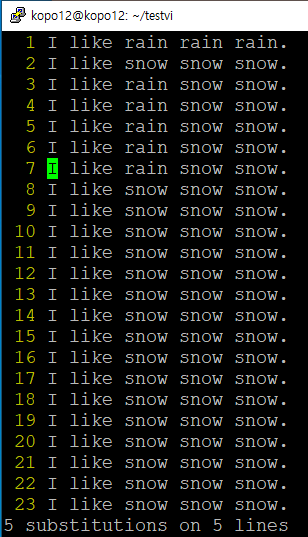 kopo12@kopo12: ~/testvi
1 I like rain rain rain.
2 I like snow snow snow.
3 I like rain snow snow.
4 I like rain snow snow.
5 I like rain snow snow.
6 I like rain snow snow.
7 I like rain snow snow.
8 I like snow snow snow.
9 I like snow snow snow.
10 I like snow snow snow.
11 I like snow snow snow.
12 I like snow snow snow.
13 I like snow snow snow.
14 I like snow snow snow.
15 I like snow snow snow.
16 I like snow snow snow.
17 I like snow snow snow.
18 I like snow snow snow.
19 I like snow snow snow.
20 I like snow snow snow.
21 I like snow snow snow.
22 I like snow snow snow.
23 I like snow snow snow.
5 substitutions on 5 lines